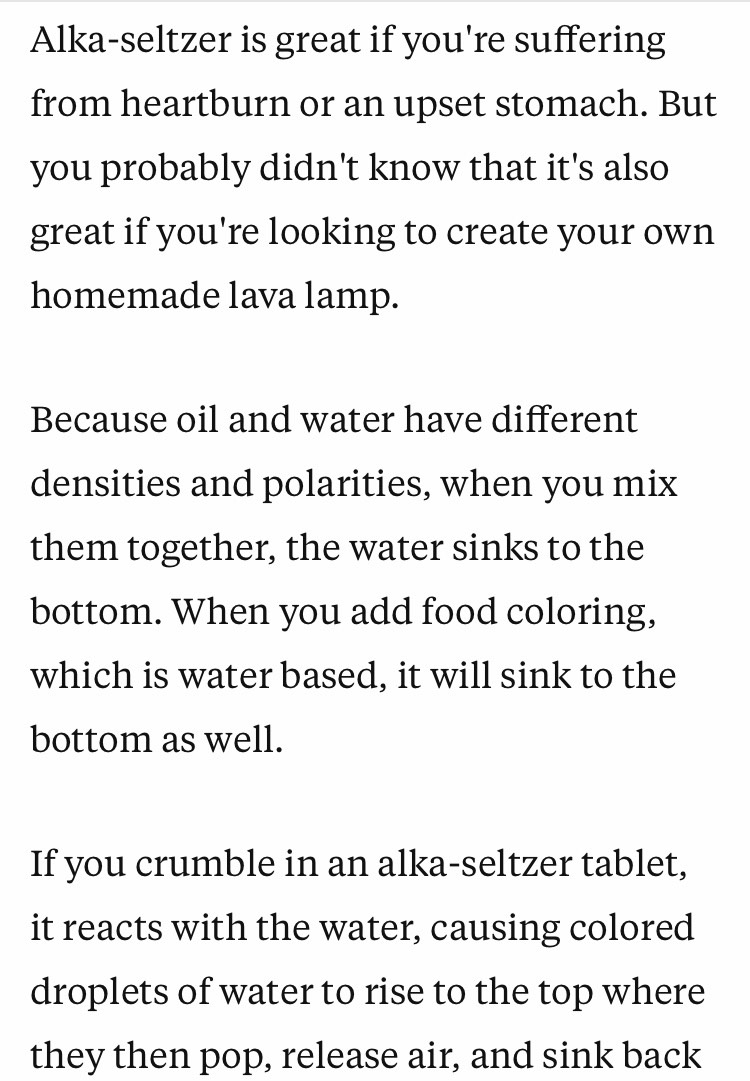 Alka-seltzer is great if you're suffering
from heartburn or an upset stomach. But
you probably didn't know that it's also
great if you're looking to create your own
homemade lava lamp.
Because oil and water have different
densities and polarities, when you mix
them together, the water sinks to the
bottom. When you add food coloring,
which is water based, it will sink to the
bottom as well.
If you crumble in an alka-seltzer tablet,
it reacts with the water, causing colored
droplets of water to rise to the top where
they then pop, release air, and sink back